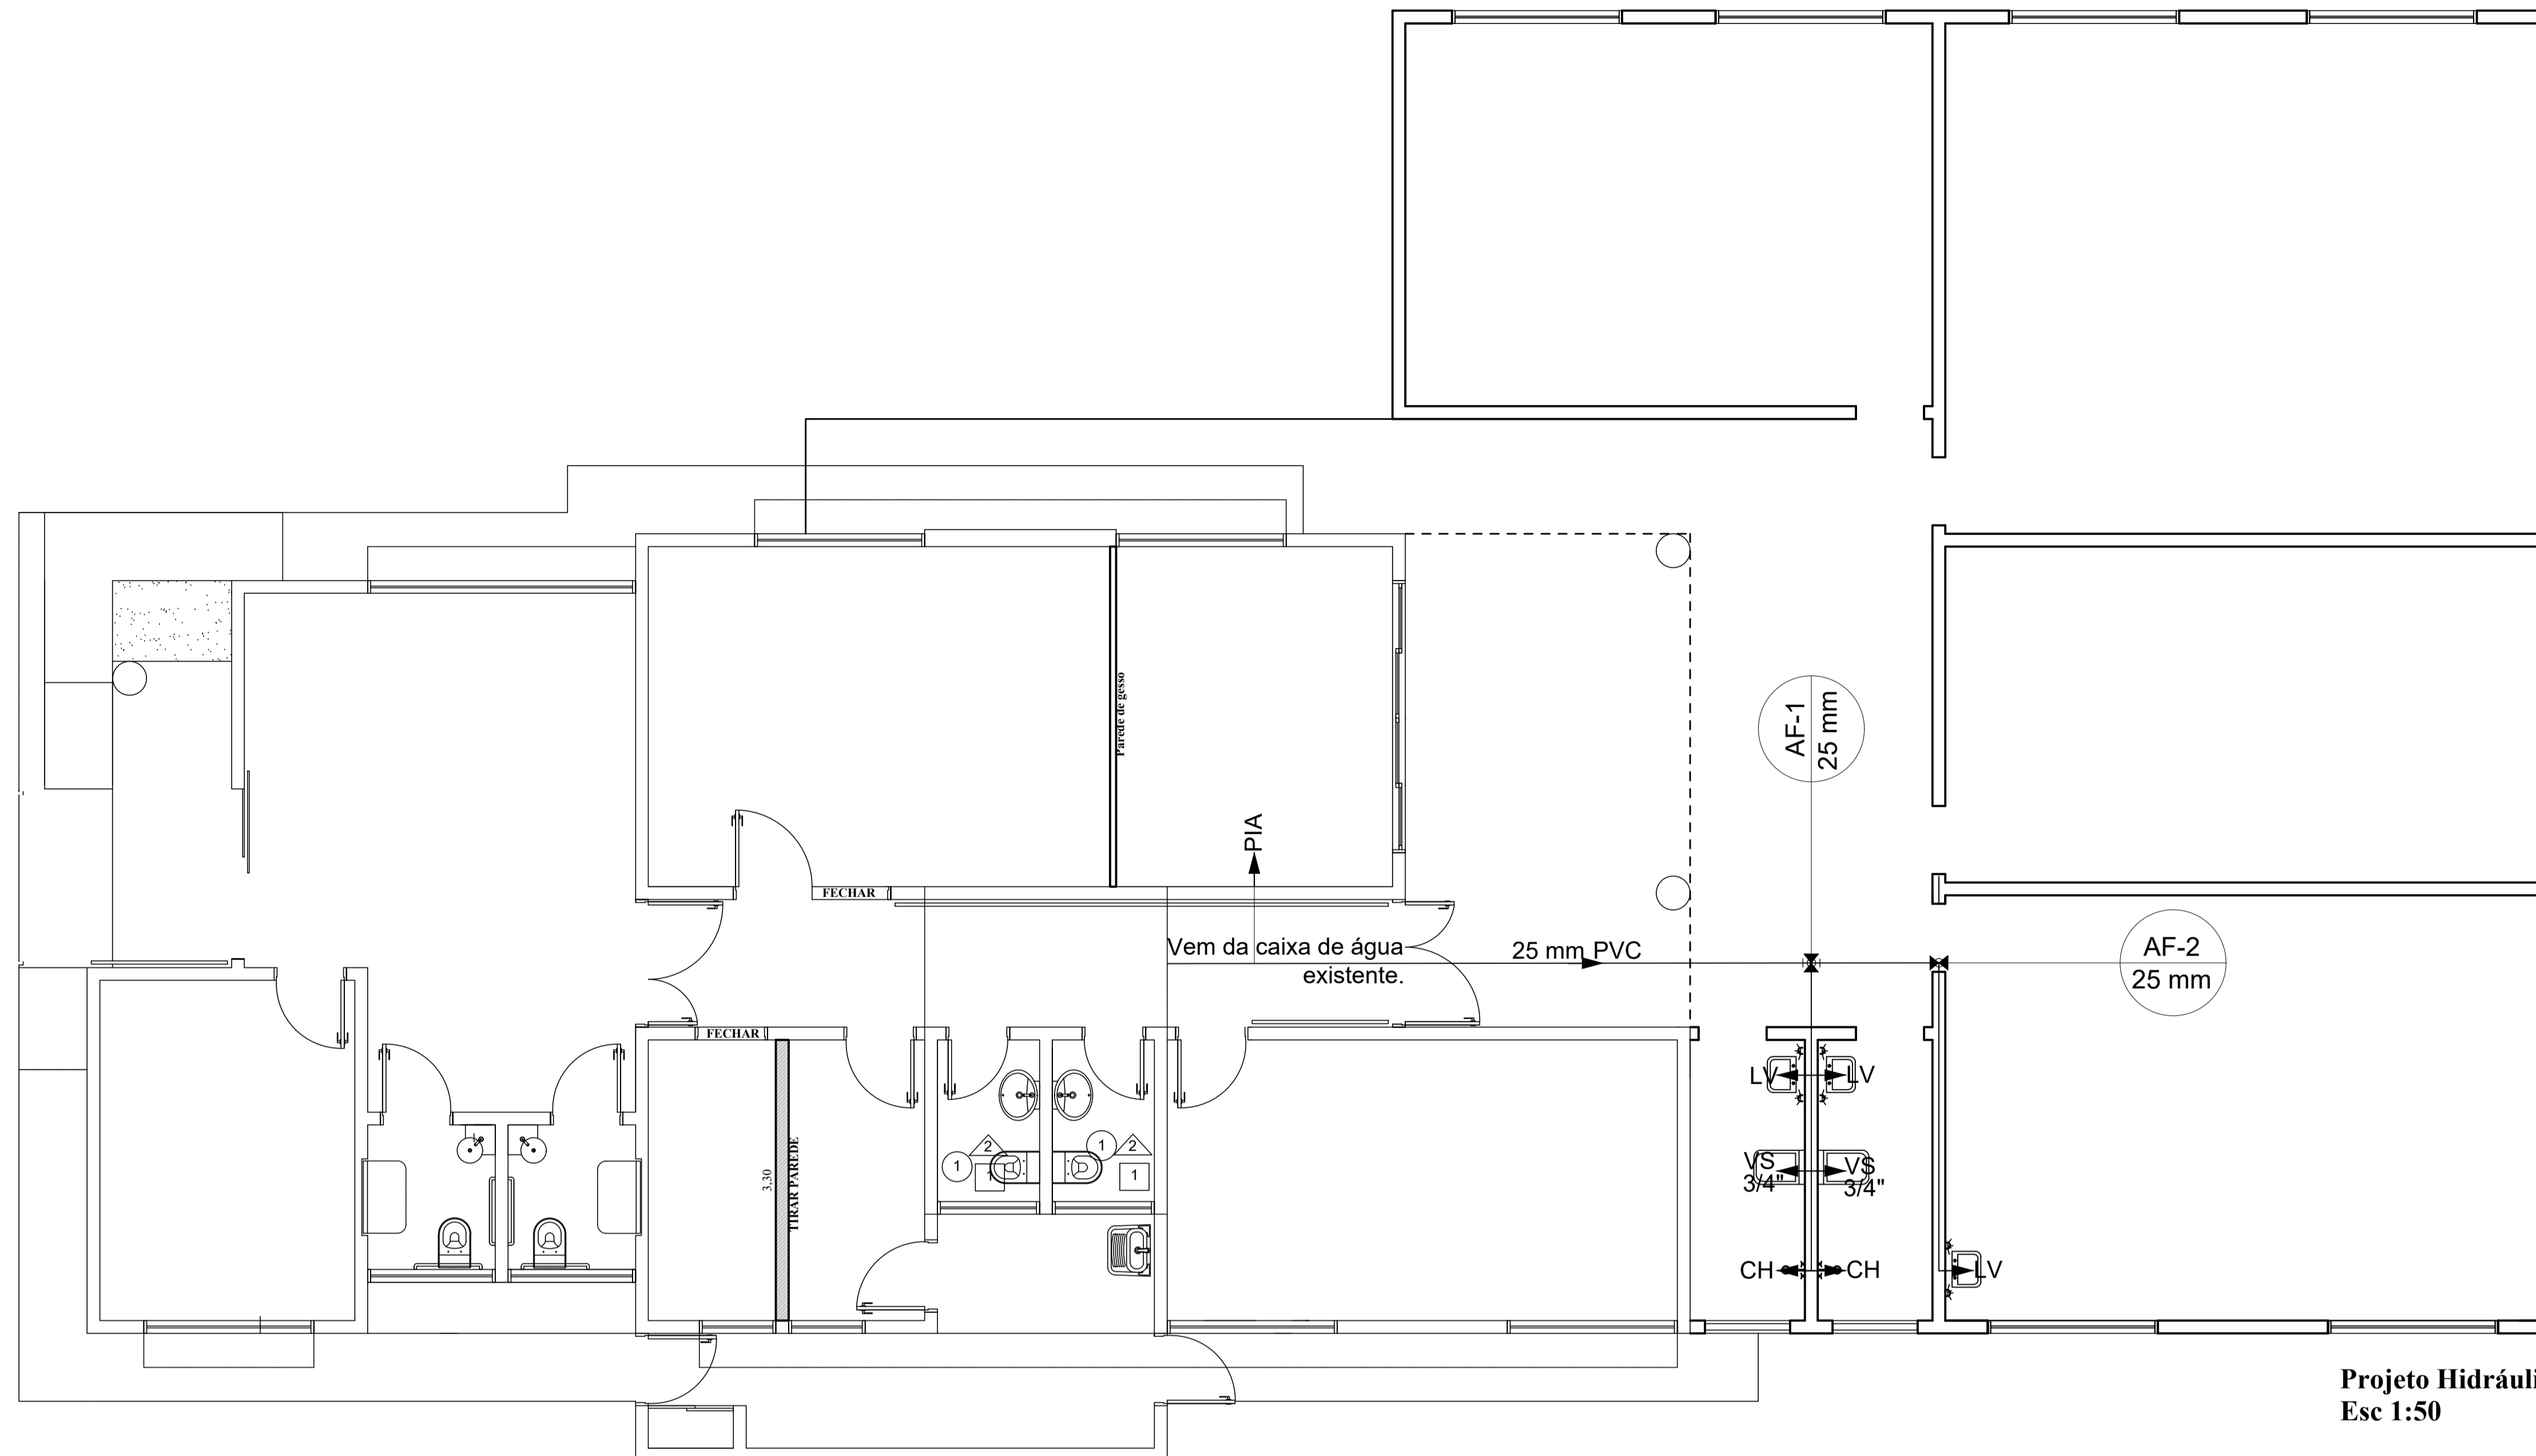 AF-1
25 mm
Parede de gesso
PIA
FECHAR
Vem da caixa de água
existente.
25 mm PVC
AF-2
25 mm
FECHAR
LV
LV
3,30
TIRAR PAREDE
2
1
1
1
2
1
VS
3/4"
VS
3/4"
CH
CH
LV
Projeto Hidráuli
Esc 1:50